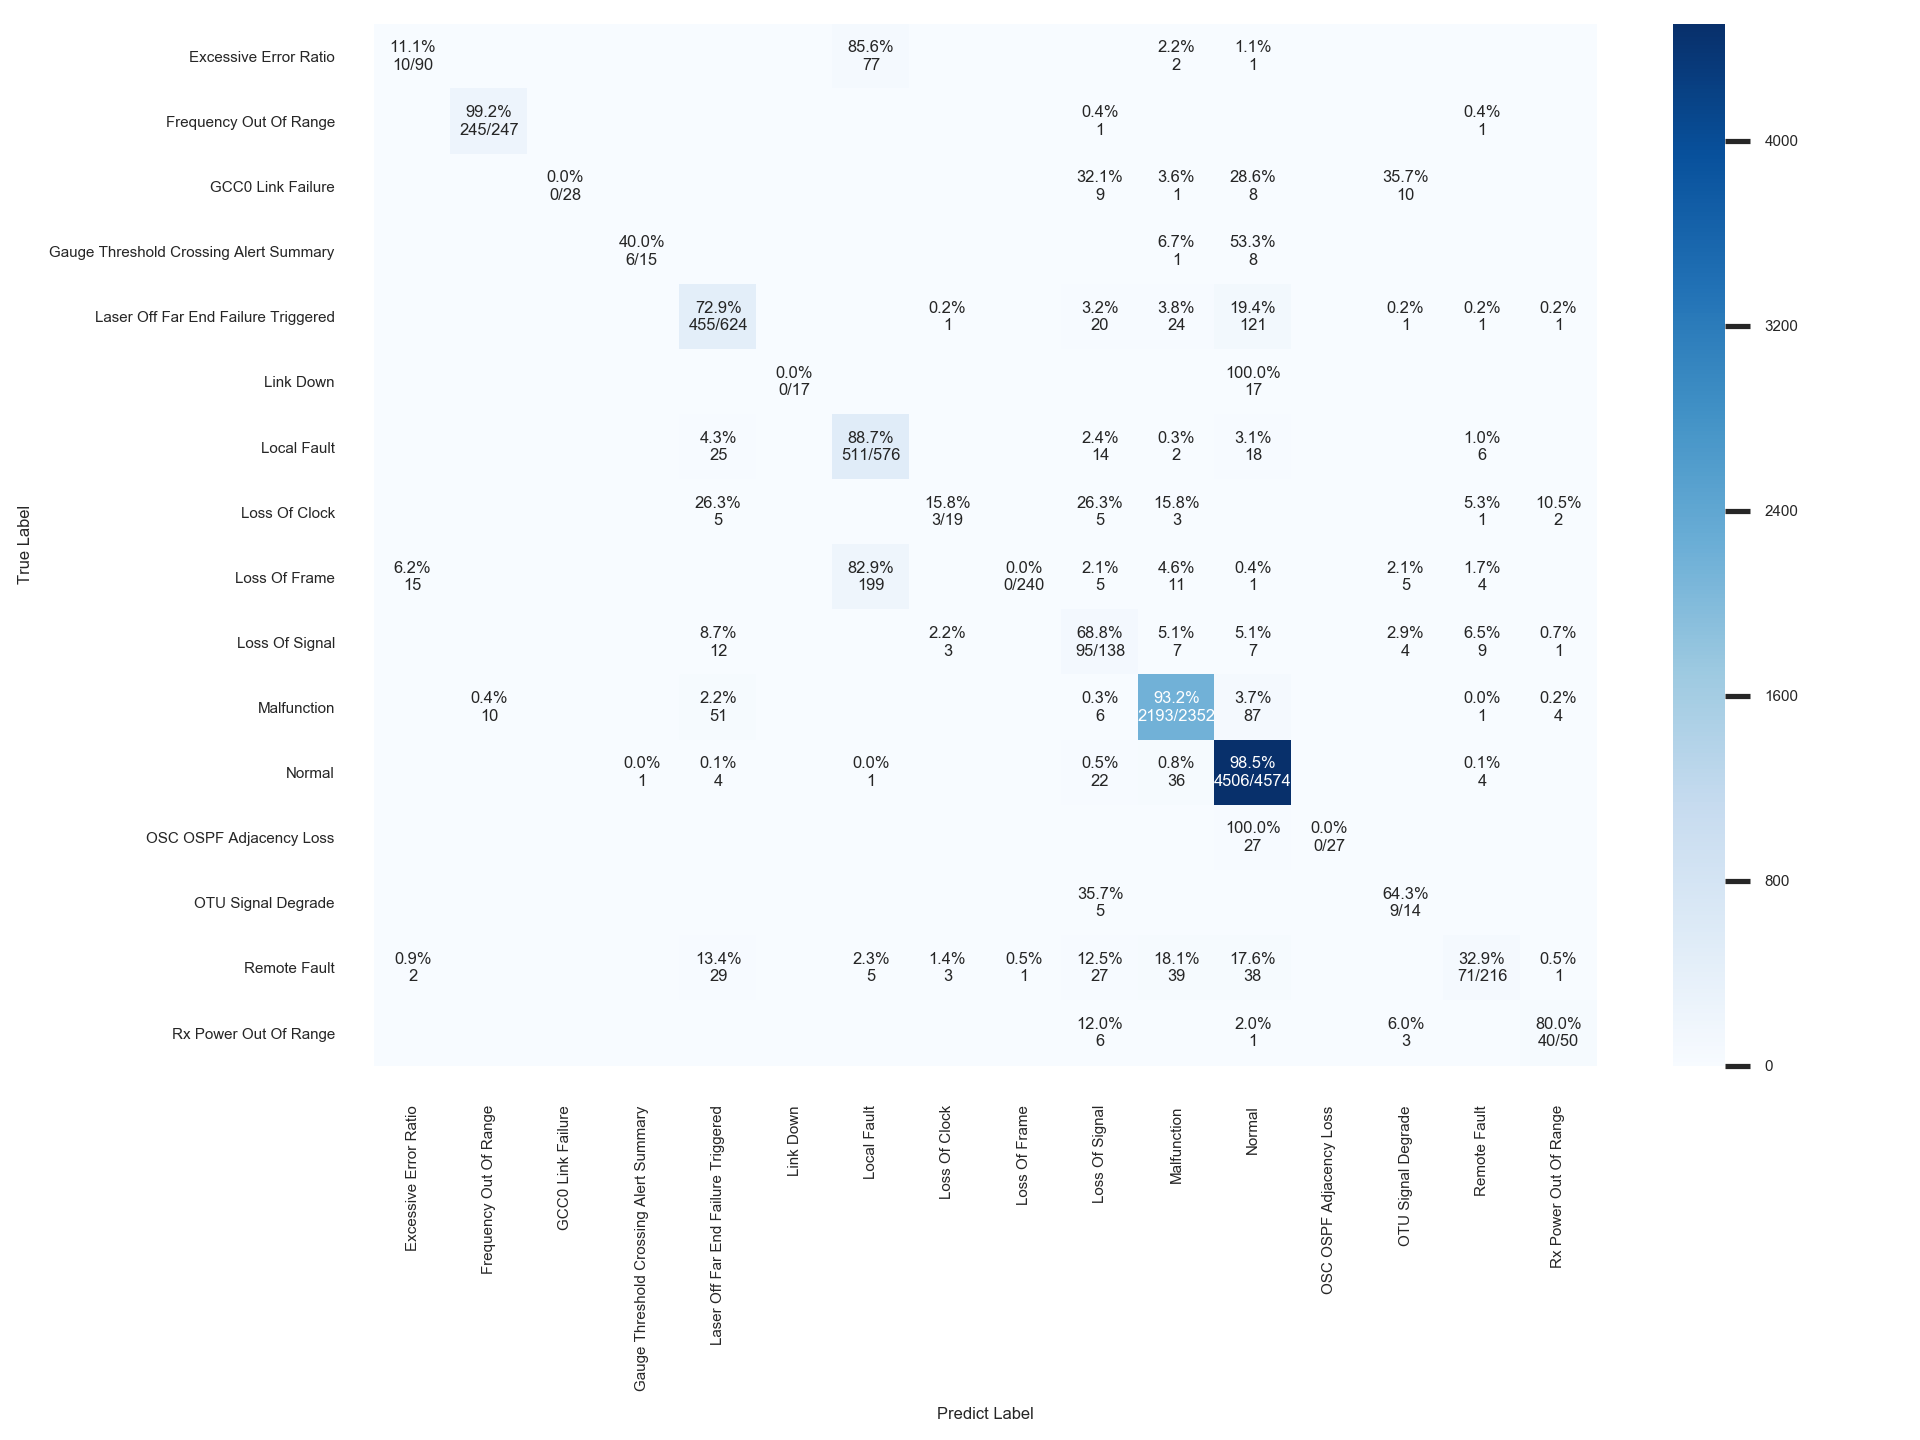 Excessive Error Ratio
11.1% 85.6% 2.2% 1.1%
10/90 77 2 1
Frequency Out Of Range
99.2% 0.4% 0.4%
245/247 1 1
GCC0 Link Failure
0.0% 32.1% 3.6% 28.6% 35.7%
0/28 9 1 8 10
Gauge Threshold Crossing Alert Summary
40.0% 6.7% 53.3%
6/15 1 8
Laser Off Far End Failure Triggered
72.9% 0.2% 3.2% 3.8% 19.4% 0.2% 0.2% 0.2%
455/624 1 20 24 121 1 1 1
Link Down
0.0% 100.0%
0/17 17
Local Fault
4.3% 88.7% 2.4% 0.3% 3.1% 1.0%
25 511/576 14 2 18 6
Loss Of Clock
26.3% 15.8% 26.3% 15.8% 5.3% 10.5%
5 3/19 5 3 1 2
Loss Of Frame
6.2% 82.9% 0.0% 2.1% 4.6% 0.4% 2.1% 1.7%
15 199 0/240 5 11 1 5 4
Loss Of Signal
8.7% 2.2% 68.8% 5.1% 5.1% 2.9% 6.5% 0.7%
12 3 95/138 7 7 4 9 1
Malfunction
0.4% 2.2% 0.3% 93.2% 3.7% 0.0% 0.2%
10 51 6 2193/2352 87 1 4
Normal
0.0% 0.1% 0.0% 0.5% 0.8% 98.5% 0.1%
1 4 1 22 36 4506/4574 4
OSC OSPF Adjacency Loss
100.0% 0.0%
27 0/27
OTU Signal Degrade
35.7% 64.3%
5 9/14
Remote Fault
0.9% 13.4% 2.3% 1.4% 0.5% 12.5% 18.1% 17.6% 32.9% 0.5%
2 29 5 3 1 27 39 38 71/216 1
Rx Power Out Of Range
12.0% 2.0% 6.0% 80.0%
6 1 3 40/50
True Label
Excessive Error Ratio
Frequency Out Of Range
GCC0 Link Failure
Gauge Threshold Crossing Alert Summary
Laser Off Far End Failure Triggered
Link Down
Local Fault
Loss Of Clock
Loss Of Frame
Loss Of Signal
Malfunction
Normal
OSC OSPF Adjacency Loss
OTU Signal Degrade
Remote Fault
Rx Power Out Of Range
Predict Label
4000
3200
2400
1600
800
0